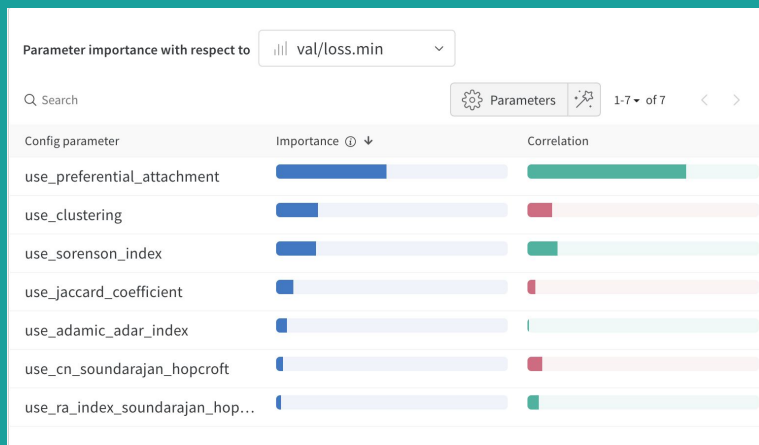 Parameter importance with respect to val/loss.min
Search Parameters 1-7 of 7
Config parameter Importance Correlation
use_preferential_attachment
use_clustering
use_sorenson_index
use_jaccard_coefficient
use_adamic_adar_index
use_cn_soundarajan_hopcroft
use_ra_index_soundarajan_hop...